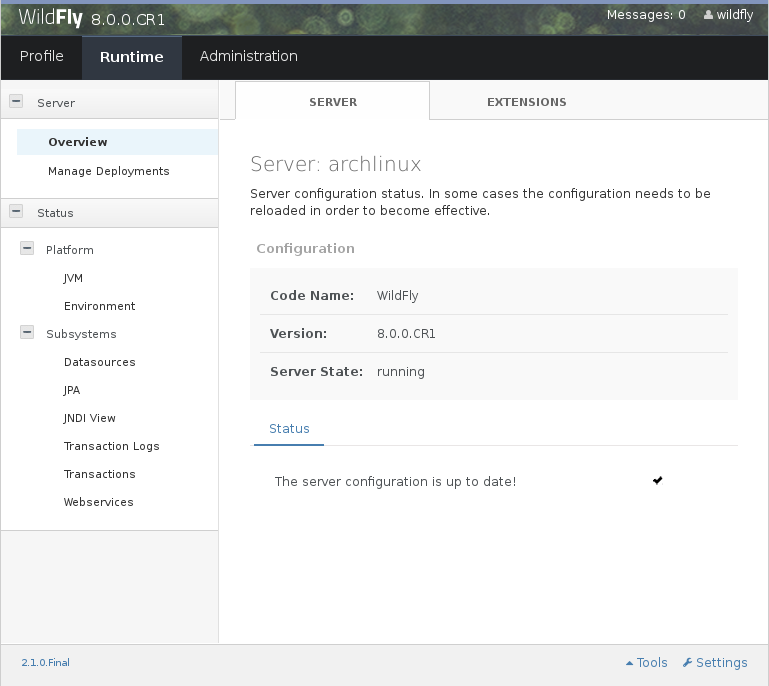 WildFly 8.0.0.CR1
Messages: 0 wildfly
Profile Runtime Administration
Server
Overview
Manage Deployments
Status
Platform
JVM
Environment
Subsystems
Datasources
JPA
JNDI View
Transaction Logs
Transactions
Webservices
SERVER EXTENSIONS
Server: archlinux
Server configuration status. In some cases the configuration needs to be
reloaded in order to become effective.
Configuration
Code Name: WildFly
Version: 8.0.0.CR1
Server State: running
Status
The server configuration is up to date!
2.1.0.Final
Tools Settings